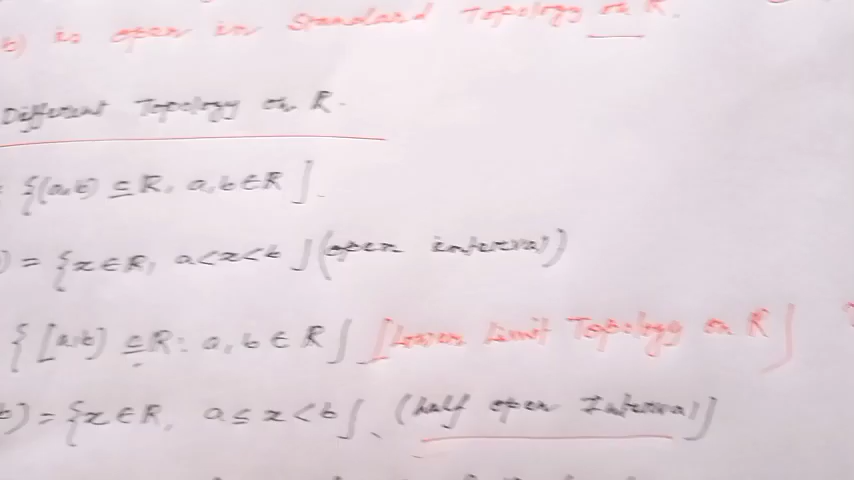 b) is open in Standard Topology on R.
Different Topology on R.
{(a,b) ⊆ R, a,b ∈ R}.
) = {x ∈ R, a<x<b} (open interval)
{[a,b) ⊆ R : a, b ∈ R} [Lower Limit Topology on R]
b) = {x ∈ R, a ≤ x < b}. (half open Interval)